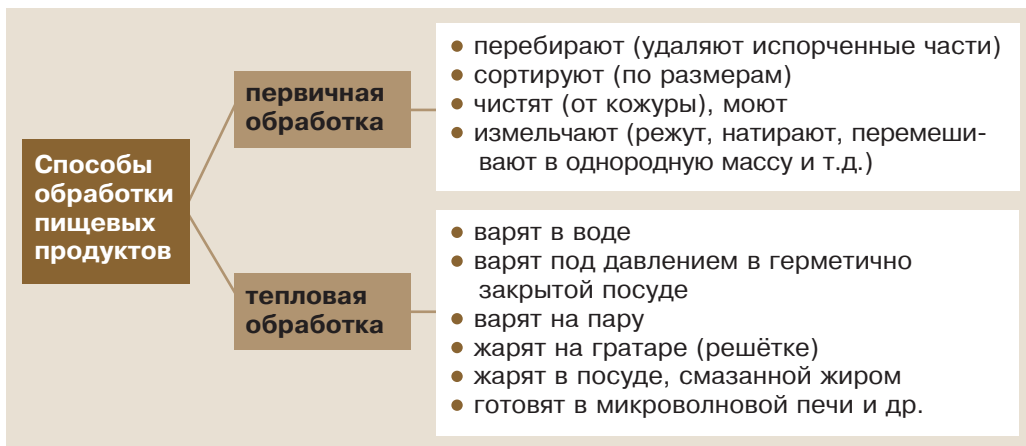 Способы
обработки
пищевых
продуктов
первичная
обработка
• перебирают (удаляют испорченные части)
• сортируют (по размерам)
• чистят (от кожуры), моют
• измельчают (режут, натирают, перемеши-
вают в однородную массу и т.д.)
тепловая
обработка
• варят в воде
• варят под давлением в герметично
закрытой посуде
• варят на пару
• жарят на гратаре (решётке)
• жарят в посуде, смазанной жиром
• готовят в микроволновой печи и др.